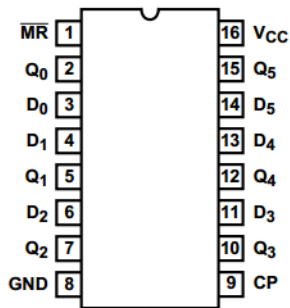 M̅R̅ 1 16 VCC
Q0 2 15 Q5
D0 3 14 D5
D1 4 13 D4
Q1 5 12 Q4
D2 6 11 D3
Q2 7 10 Q3
GND 8 9 CP